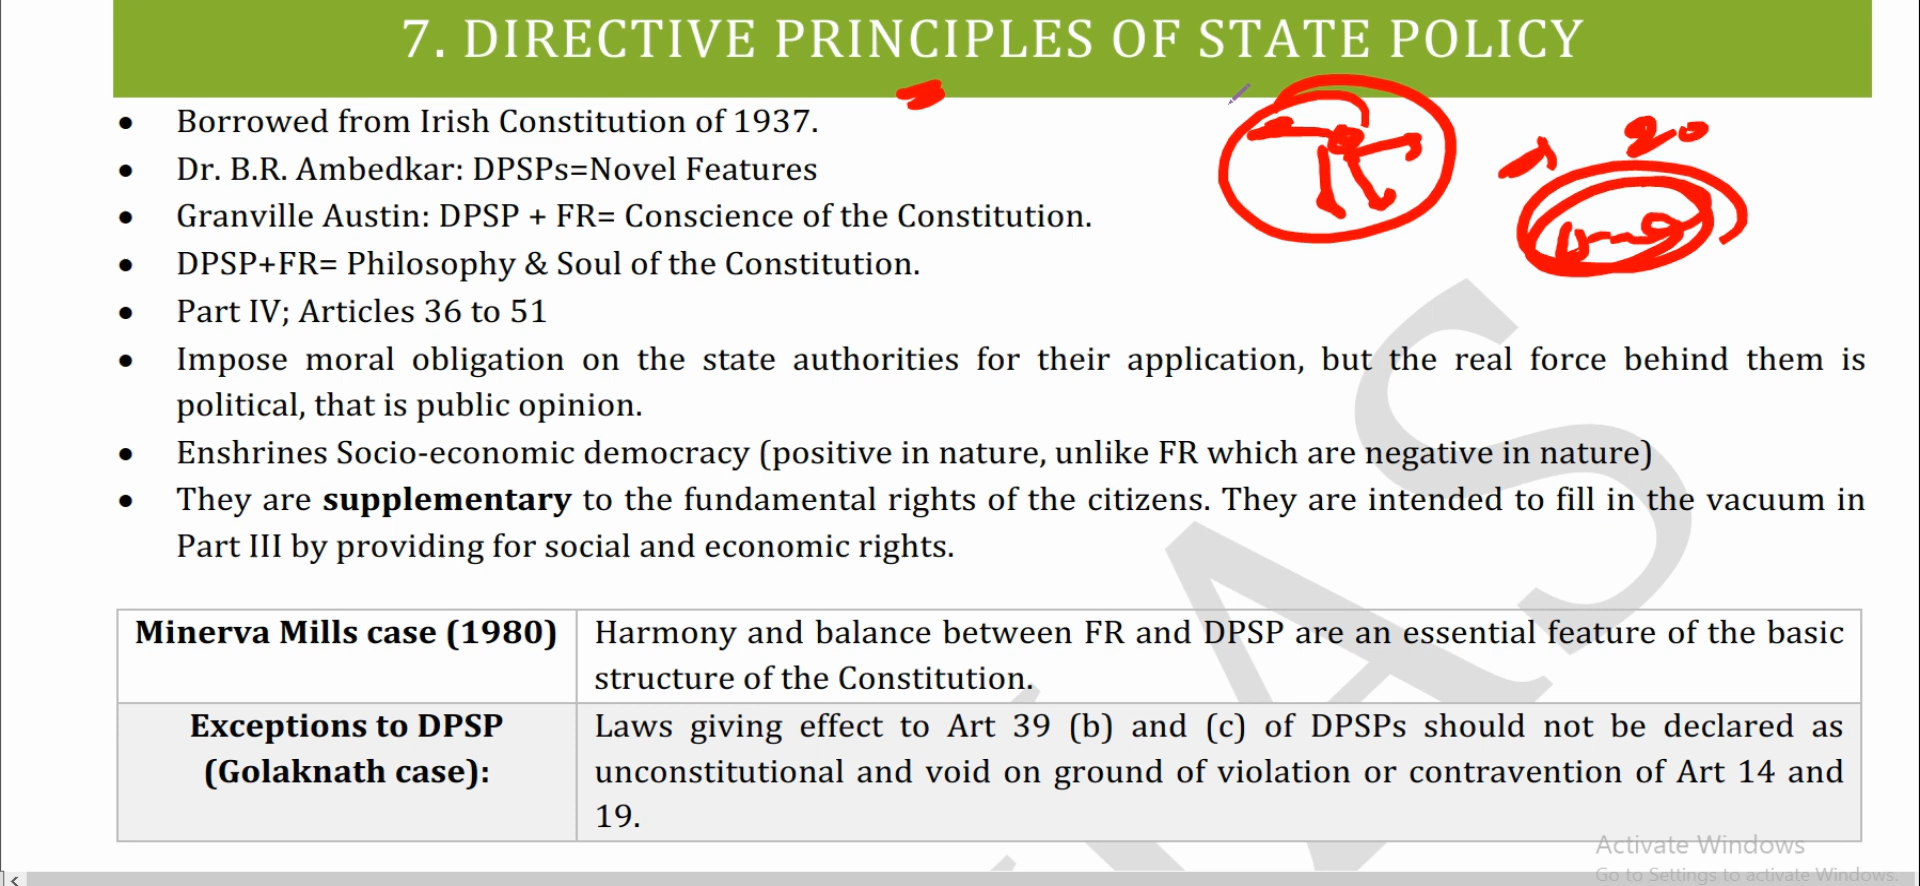 7. DIRECTIVE PRINCIPLES OF STATE POLICY
• Borrowed from Irish Constitution of 1937.
• Dr. B.R. Ambedkar: DPSPs=Novel Features
• Granville Austin: DPSP + FR= Conscience of the Constitution.
• DPSP+FR= Philosophy & Soul of the Constitution.
• Part IV; Articles 36 to 51
• Impose moral obligation on the state authorities for their application, but the real force behind them is
political, that is public opinion.
• Enshrines Socio-economic democracy (positive in nature, unlike FR which are negative in nature)
• They are supplementary to the fundamental rights of the citizens. They are intended to fill in the vacuum in
Part III by providing for social and economic rights.
Minerva Mills case (1980)
Harmony and balance between FR and DPSP are an essential feature of the basic
structure of the Constitution.
Exceptions to DPSP
(Golaknath case):
Laws giving effect to Art 39 (b) and (c) of DPSPs should not be declared as
unconstitutional and void on ground of violation or contravention of Art 14 and
19.
Activate Windows
Go to Settings to activate Windows.